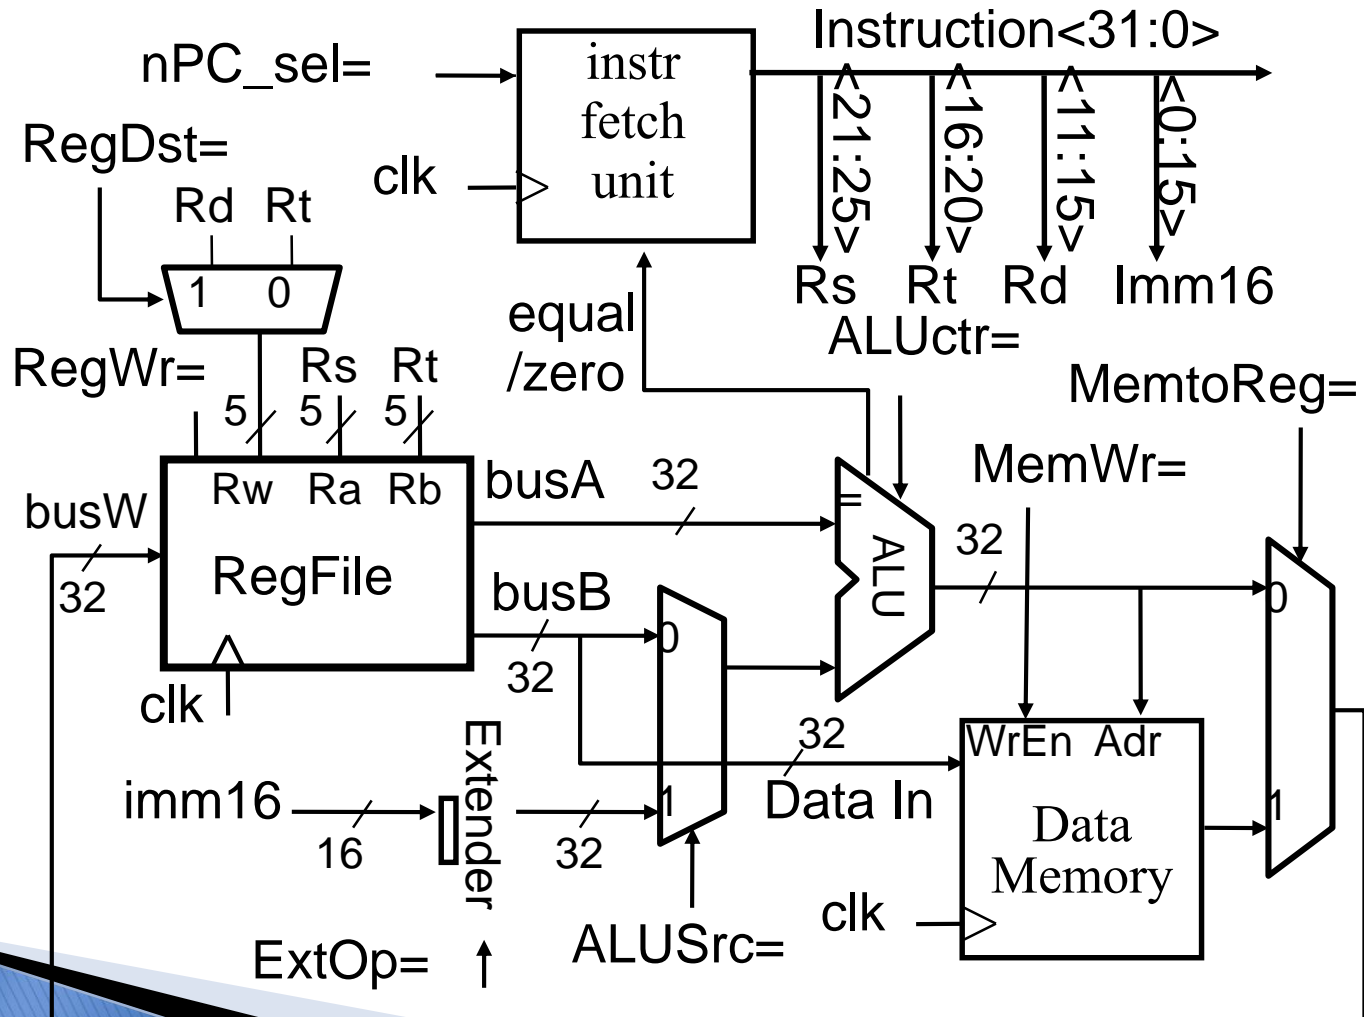 Instruction<31:0>
nPC_sel=
instr
fetch
unit
<21:25>
<16:20>
<11:15>
<0:15>
RegDst=
clk
Rd Rt
1 0
Rs Rt Rd Imm16
equal
/zero
ALUctr=
RegWr=
Rs Rt
MemtoReg=
5 5 5
Rw Ra Rb
busA
32
MemWr=
busW
=
32
RegFile
ALU
32
busB
0
0
32
clk
Extender
32
WrEn Adr
imm16
1
Data In
1
16
32
Data
Memory
clk
ExtOp=
ALUSrc=